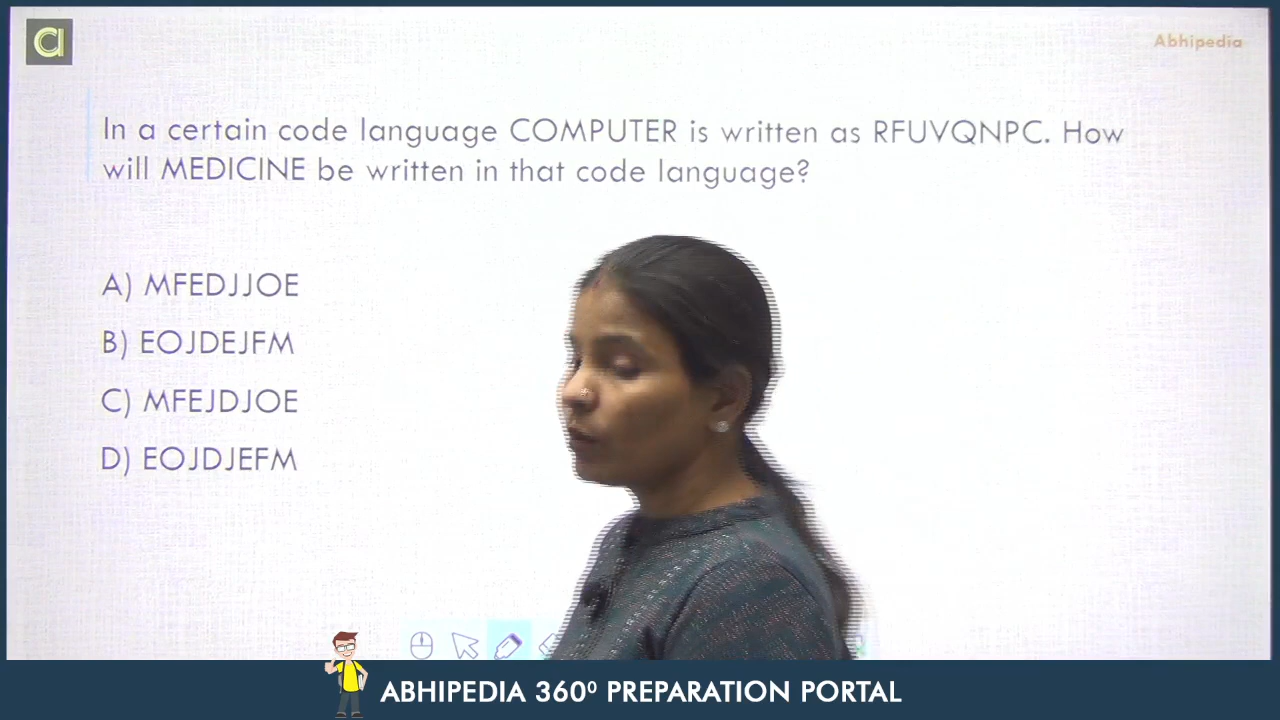 Abhipedia
In a certain code language COMPUTER is written as RFUVQNPC. How
will MEDICINE be written in that code language?
A) MFEDJJOE
B) EOJDEJFM
C) MFEJDJOE
D) EOJDJEFM
ABHIPEDIA 360⁰ PREPARATION PORTAL